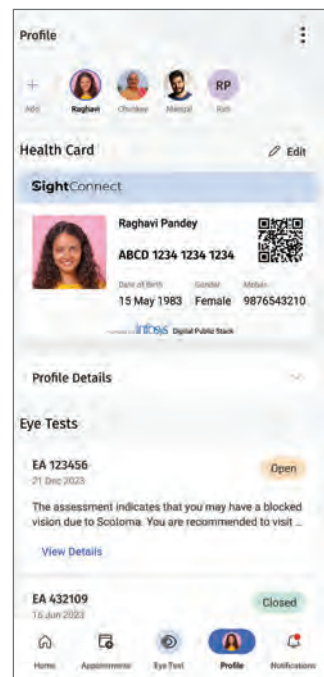 Profile
RP
Add Raghavi Mangal
Health Card
Edit
SightConnect
Raghavi Pandey
ABCD 1234 1234 1234
Date of Birth Gender Mobile
15 May 1983 Female 9876543210
Infosys Digital Public Stack
Profile Details
Eye Tests
EA 123456
Open
21 Dec 2023
The assessment indicates that you may have a blocked
vision due to Scotoma. You are recommended to visit ...
View Details
EA 432109
Closed
16 Jun 2023
Home Appointments Eye Test Profile Notifications